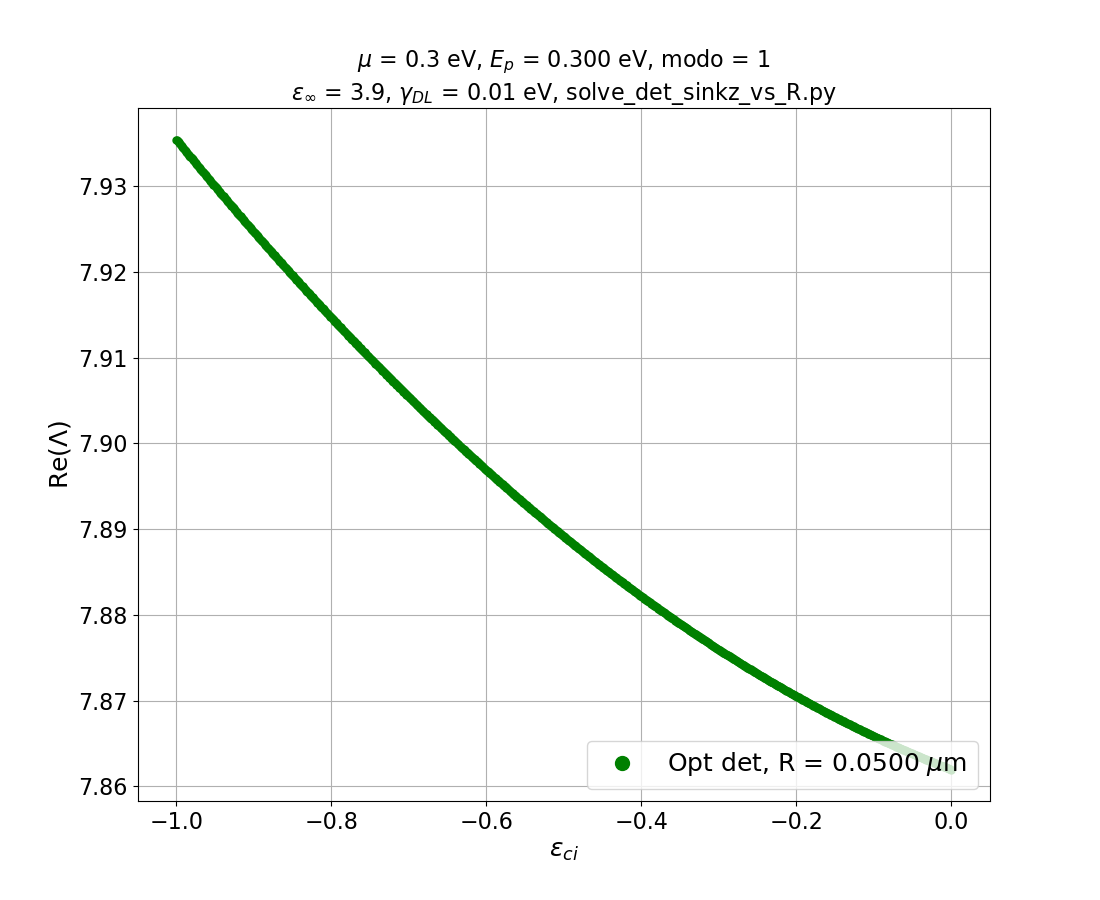 μ = 0.3 eV, E_p = 0.300 eV, modo = 1
ε_∞ = 3.9, γ_DL = 0.01 eV, solve_det_sinkz_vs_R.py
Re(Λ)
7.93
7.92
7.91
7.90
7.89
7.88
7.87
7.86
Opt det, R = 0.0500 μm
−1.0 −0.8 −0.6 −0.4 −0.2 0.0
ε_ci